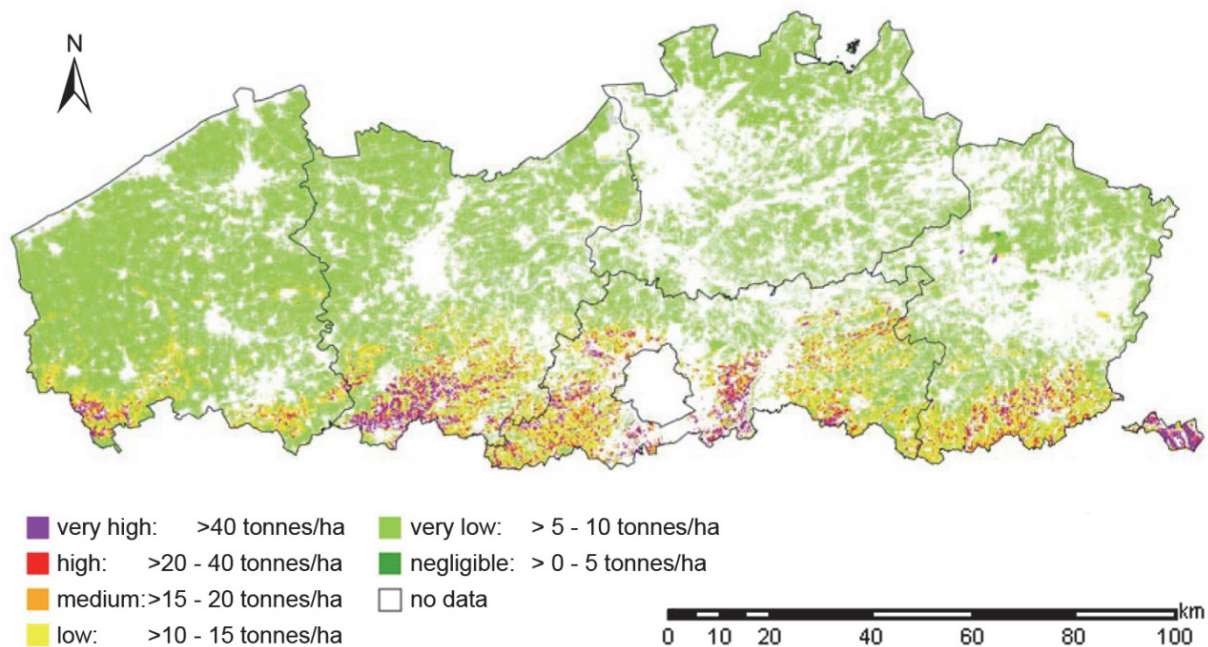 N
very high: >40 tonnes/ha
high: >20 - 40 tonnes/ha
medium:>15 - 20 tonnes/ha
low: >10 - 15 tonnes/ha
very low: > 5 - 10 tonnes/ha
negligible: > 0 - 5 tonnes/ha
no data
km
0 10 20 40 60 80 100